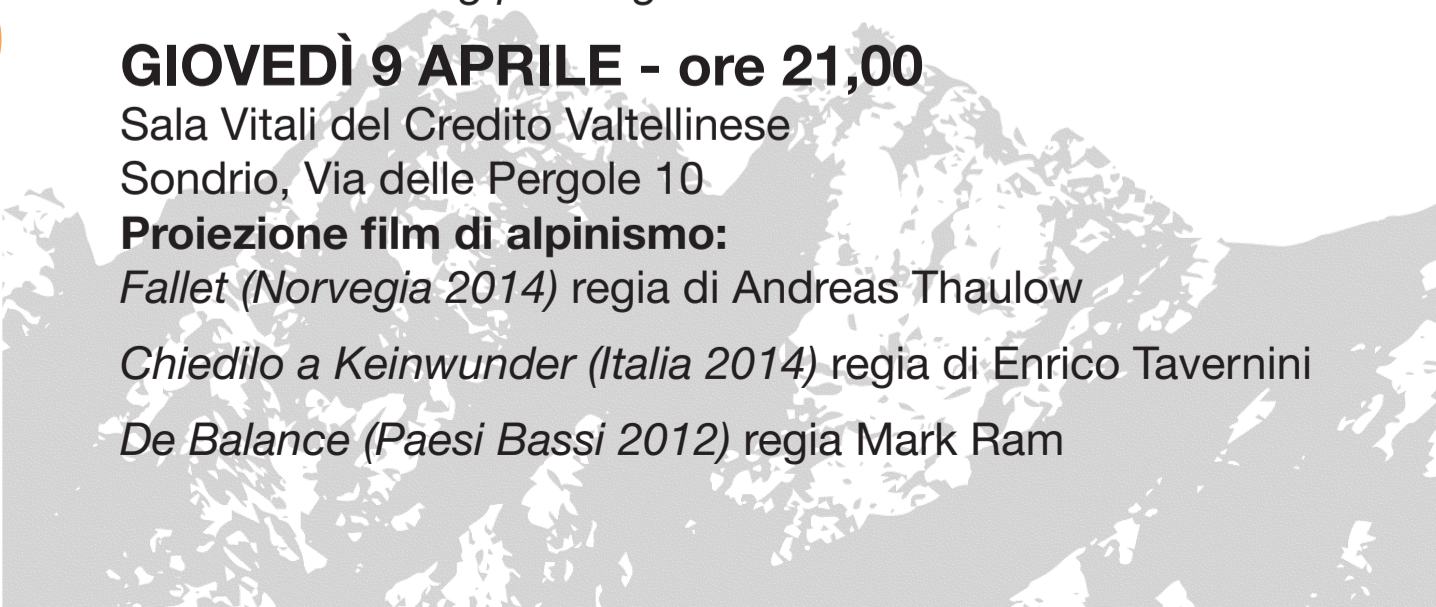 GIOVEDÌ 9 APRILE - ore 21,00
Sala Vitali del Credito Valtellinese
Sondrio, Via delle Pergole 10
Proiezione film di alpinismo:
Fallet (Norvegia 2014) regia di Andreas Thaulow
Chiedilo a Keinwunder (Italia 2014) regia di Enrico Tavernini
De Balance (Paesi Bassi 2012) regia Mark Ram